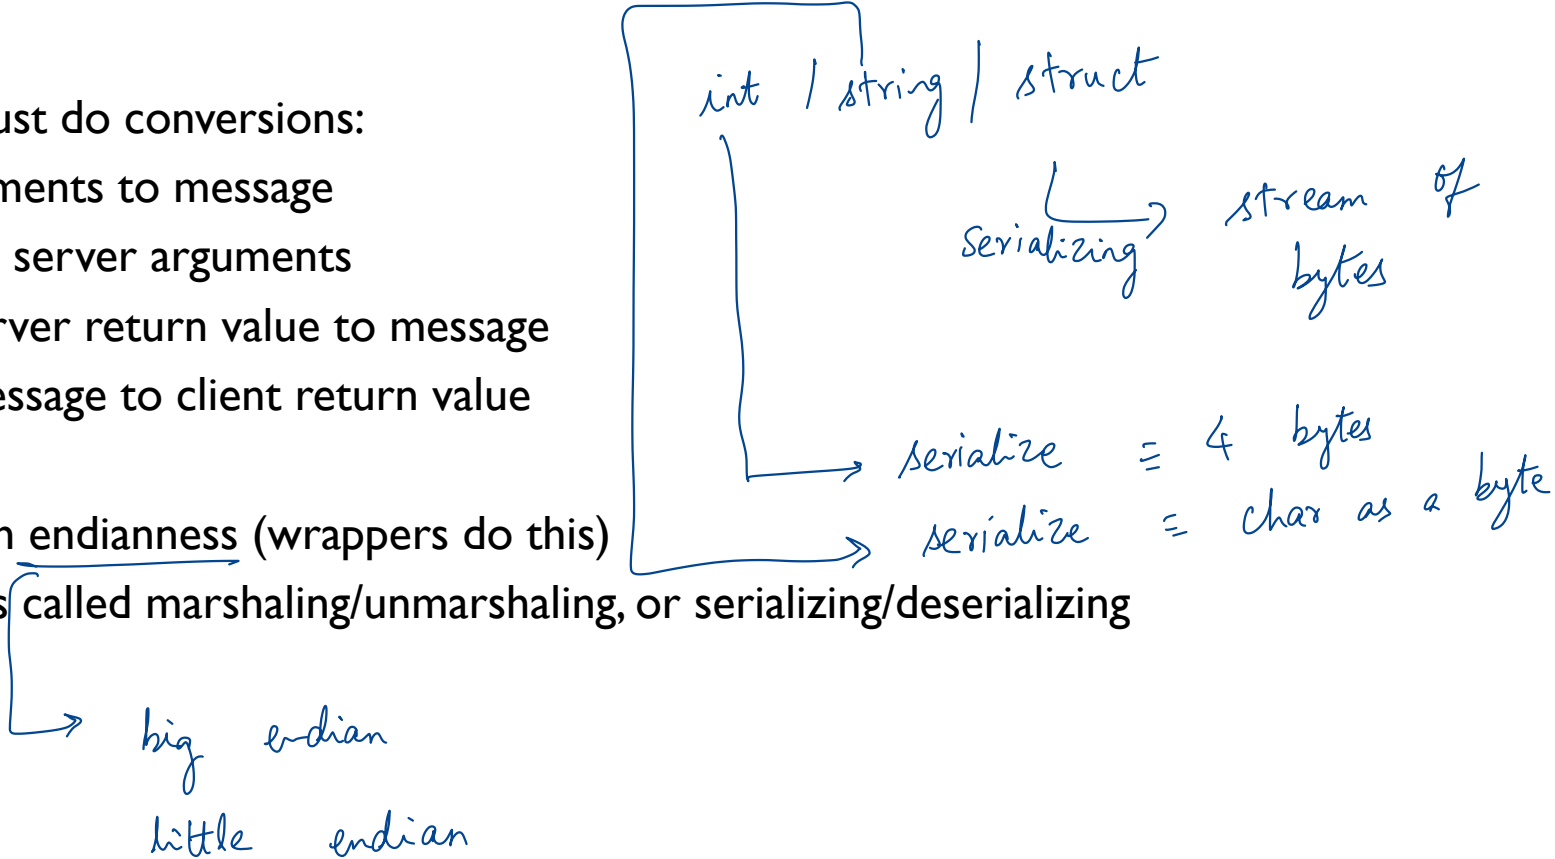 int / string / struct
ust do conversions:
ments to message
stream of
server arguments
serializing
bytes
rver return value to message
essage to client return value
serialize ≡ 4 bytes
serialize ≡ char as a byte
n endianness (wrappers do this)
s called marshaling/unmarshaling, or serializing/deserializing
big endian
little endian